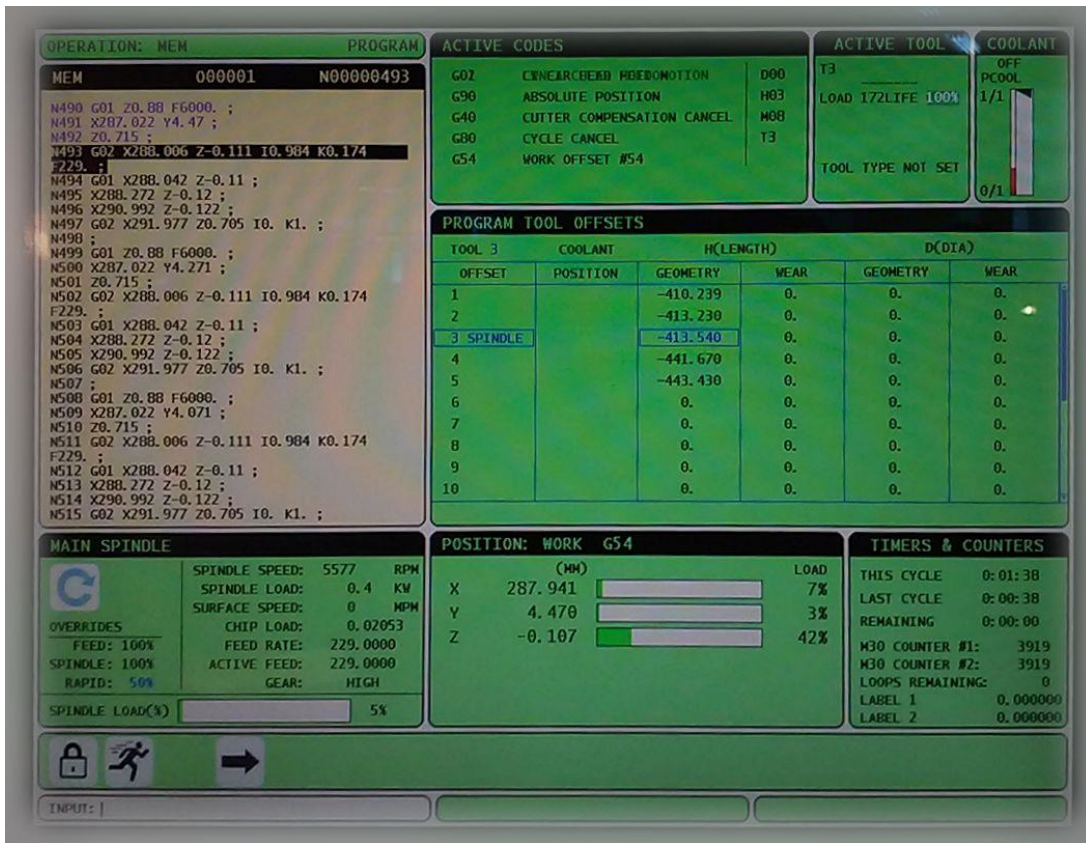 OPERATION: MEM PROGRAM
MEM O00001 N00000493
N490 G01 Z0.88 F6000. ;
N491 X287.022 Y4.47 ;
N492 Z0.715 ;
N493 G02 X288.006 Z-0.111 I0.984 K0.174
F229. ;
N494 G01 X288.042 Z-0.11 ;
N495 X288.272 Z-0.12 ;
N496 X290.992 Z-0.122 ;
N497 G02 X291.977 Z0.705 I0. K1. ;
N498 ;
N499 G01 Z0.88 F6000. ;
N500 X287.022 Y4.271 ;
N501 Z0.715 ;
N502 G02 X288.006 Z-0.111 I0.984 K0.174
F229. ;
N503 G01 X288.042 Z-0.11 ;
N504 X288.272 Z-0.12 ;
N505 X290.992 Z-0.122 ;
N506 G02 X291.977 Z0.705 I0. K1. ;
N507 ;
N508 G01 Z0.88 F6000. ;
N509 X287.022 Y4.071 ;
N510 Z0.715 ;
N511 G02 X288.006 Z-0.111 I0.984 K0.174
F229. ;
N512 G01 X288.042 Z-0.11 ;
N513 X288.272 Z-0.12 ;
N514 X290.992 Z-0.122 ;
N515 G02 X291.977 Z0.705 I0. K1. ;
ACTIVE CODES
G02 D00
G90 ABSOLUTE POSITION H03
G40 CUTTER COMPENSATION CANCEL M08
G80 CYCLE CANCEL T3
G54 WORK OFFSET #54
ACTIVE TOOL
T3
LOAD 172LIFE 100%
TOOL TYPE NOT SET
COOLANT
OFF
PCOOL
1/1
0/1
PROGRAM TOOL OFFSETS
TOOL 3 COOLANT H(LENGTH) D(DIA)
OFFSET POSITION GEOMETRY WEAR GEOMETRY WEAR
1 -410.239 0. 0. 0.
2 -413.230 0. 0. 0.
3 SPINDLE -413.540 0. 0. 0.
4 -441.670 0. 0. 0.
5 -443.430 0. 0. 0.
6 0. 0. 0. 0.
7 0. 0. 0. 0.
8 0. 0. 0. 0.
9 0. 0. 0. 0.
10 0. 0. 0. 0.
MAIN SPINDLE
SPINDLE SPEED: 5577 RPM
SPINDLE LOAD: 0.4 KW
SURFACE SPEED: 0 MPM
CHIP LOAD: 0.02053
FEED RATE: 229.0000
ACTIVE FEED: 229.0000
GEAR: HIGH
OVERRIDES
FEED: 100%
SPINDLE: 100%
RAPID: 50%
SPINDLE LOAD(%) 5%
POSITION: WORK G54
(MM) LOAD
X 287.941 7%
Y 4.470 3%
Z -0.107 42%
TIMERS & COUNTERS
THIS CYCLE 0:01:38
LAST CYCLE 0:00:38
REMAINING 0:00:00
M30 COUNTER #1: 3919
M30 COUNTER #2: 3919
LOOPS REMAINING: 0
LABEL 1 0.000000
LABEL 2 0.000000
INPUT: